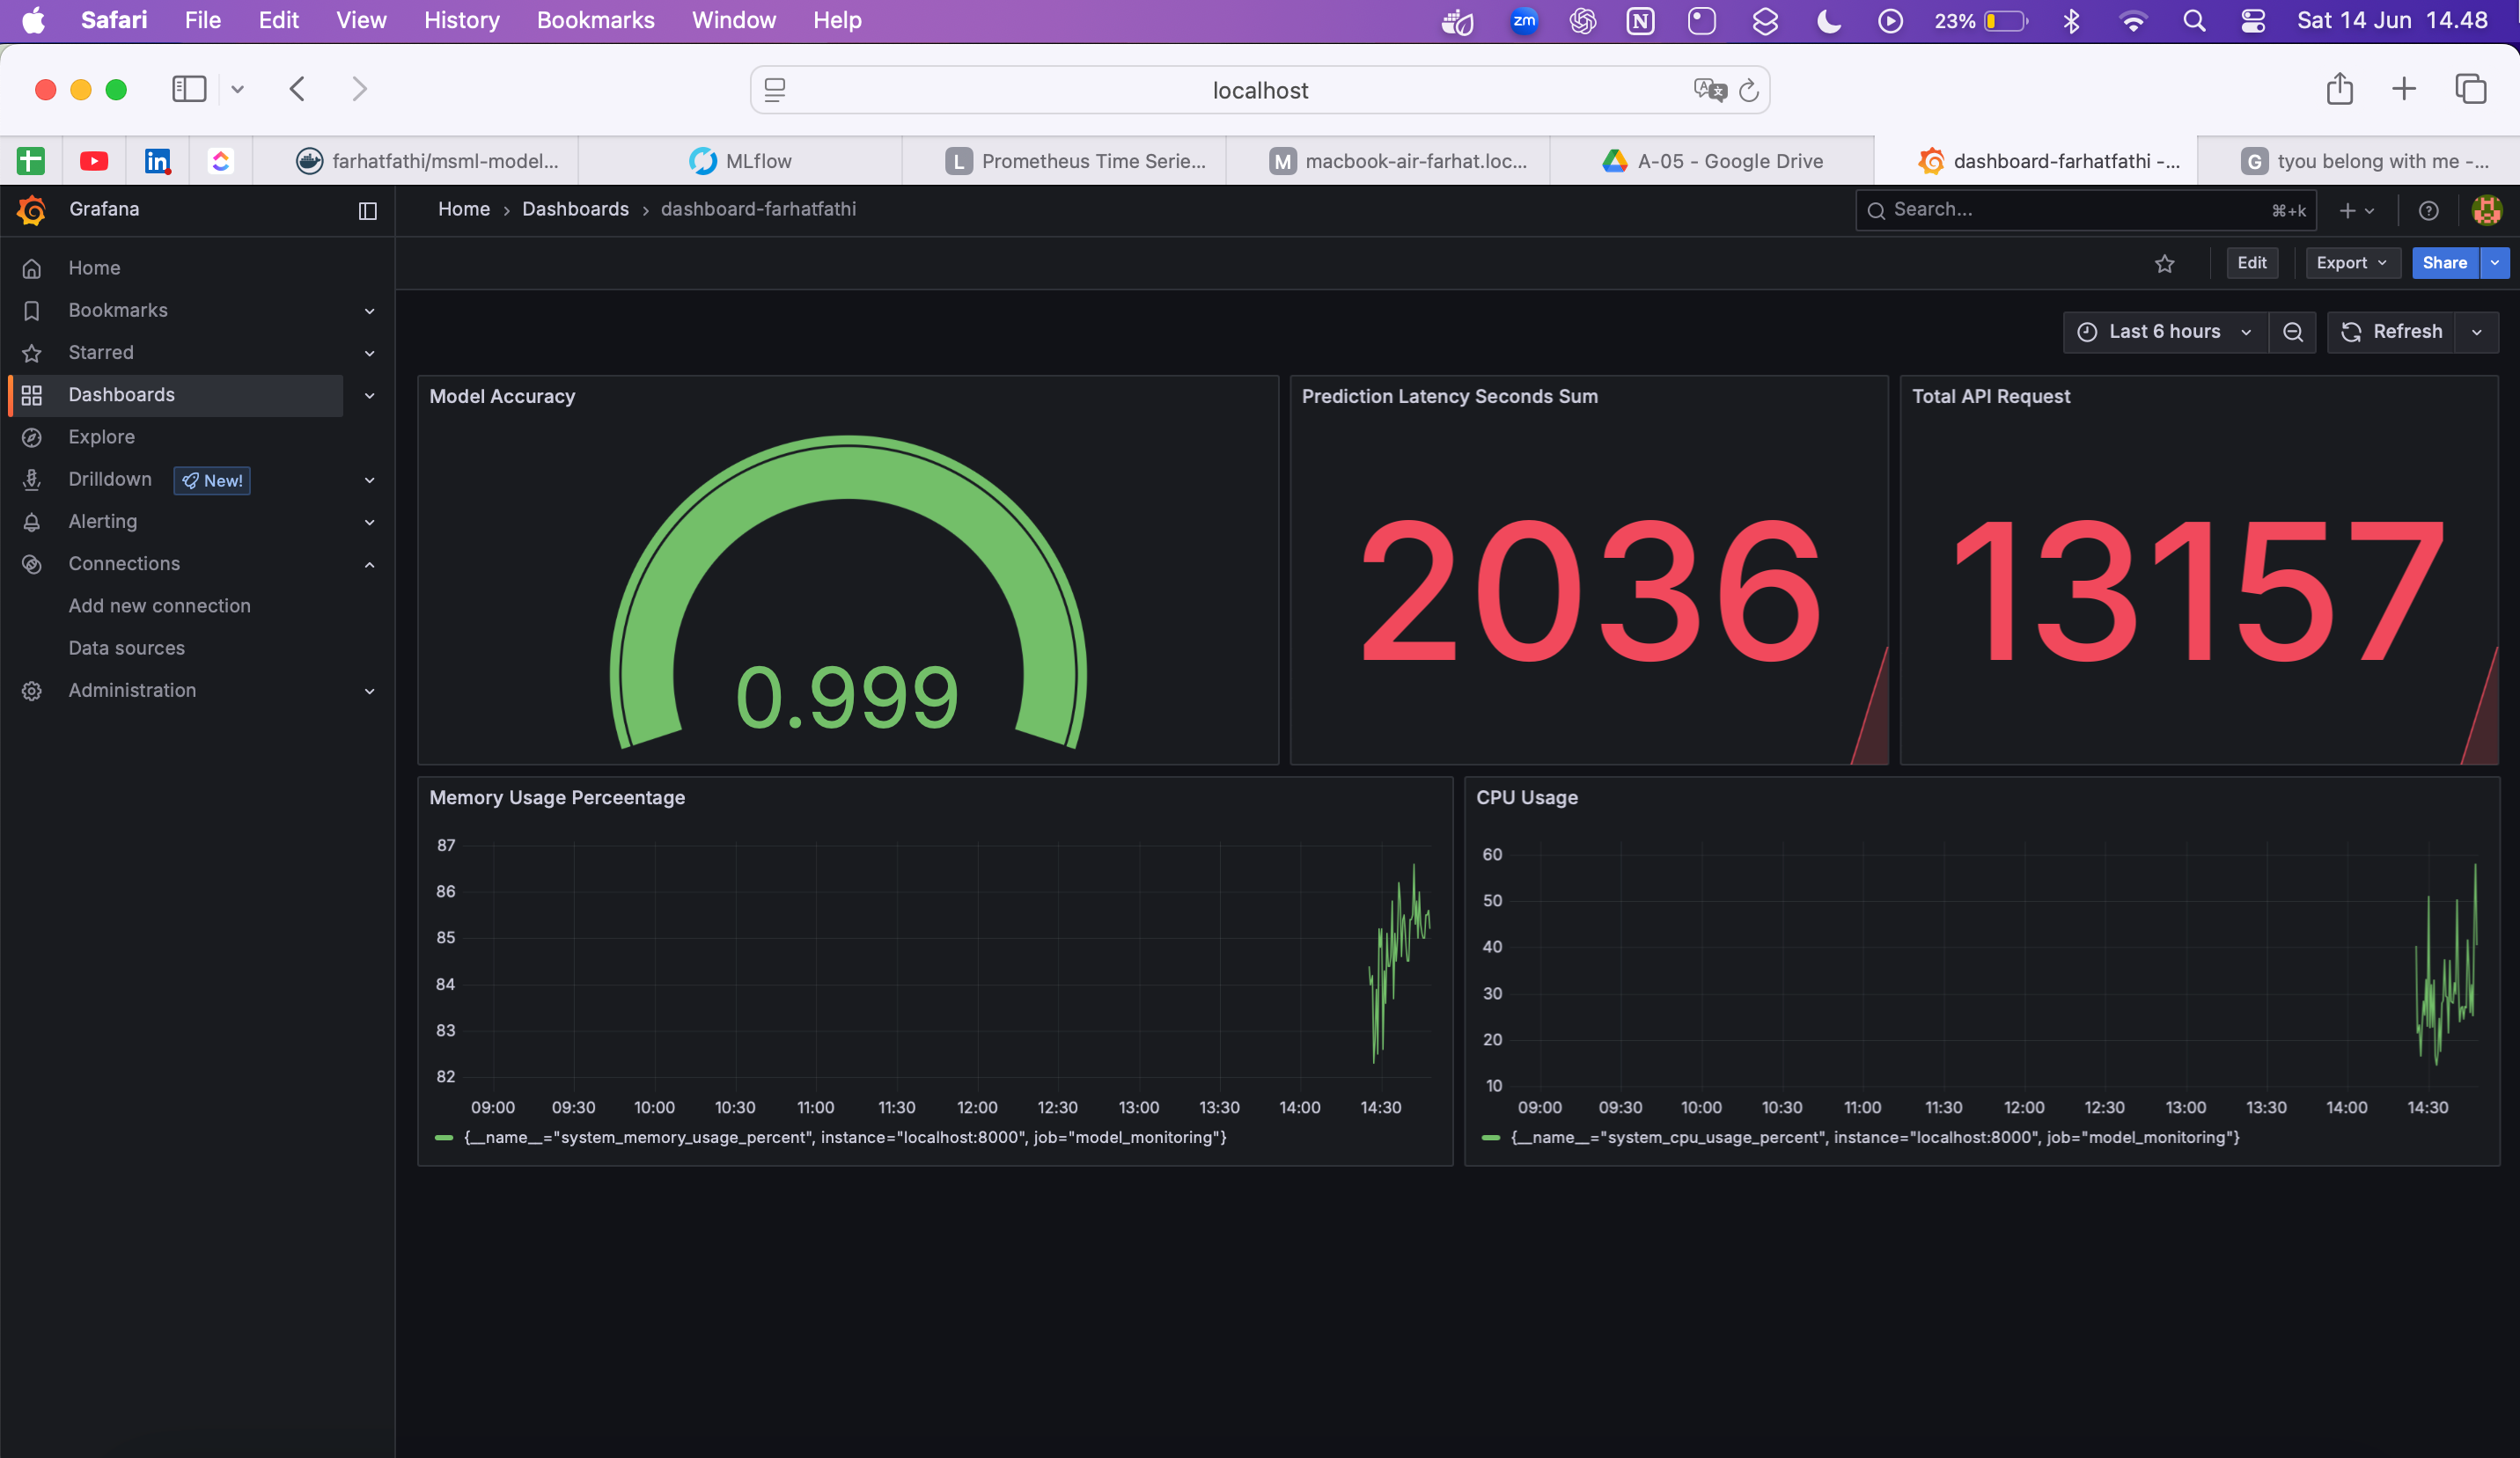 Safari File Edit View History Bookmarks Window Help zm N 23% Sat 14 Jun 14.48
localhost
in farhatfathi/msml-model... MLflow L Prometheus Time Serie... M macbook-air-farhat.loc... A-05 - Google Drive dashboard-farhatfathi -... G tyou belong with me -...
Grafana
Home › Dashboards › dashboard-farhatfathi
Search... ⌘+k
Home
Bookmarks
Starred
Dashboards
Explore
Drilldown New!
Alerting
Connections
Add new connection
Data sources
Administration
Edit Export Share
Last 6 hours Refresh
Model Accuracy
0.999
Prediction Latency Seconds Sum
2036
Total API Request
13157
Memory Usage Perceentage
87
86
85
84
83
82
09:00 09:30 10:00 10:30 11:00 11:30 12:00 12:30 13:00 13:30 14:00 14:30
{__name__="system_memory_usage_percent", instance="localhost:8000", job="model_monitoring"}
CPU Usage
60
50
40
30
20
10
09:00 09:30 10:00 10:30 11:00 11:30 12:00 12:30 13:00 13:30 14:00 14:30
{__name__="system_cpu_usage_percent", instance="localhost:8000", job="model_monitoring"}